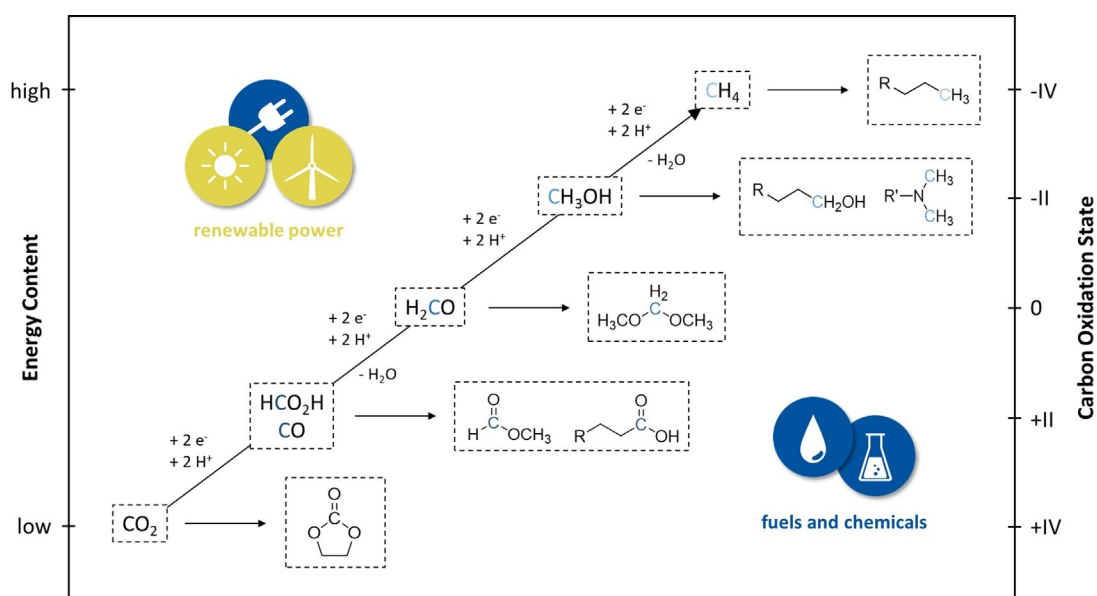 high
-IV
CH₄
R
CH₃
+ 2 e⁻
+ 2 H⁺
- H₂O
renewable power
CH₃OH
R
CH₂OH
R'
N
CH₃
CH₃
-II
+ 2 e⁻
+ 2 H⁺
Energy Content
Carbon Oxidation State
H₂CO
H₂
C
H₃CO
OCH₃
0
+ 2 e⁻
+ 2 H⁺
- H₂O
HCO₂H
CO
O
C
H
OCH₃
O
C
R
OH
+II
+ 2 e⁻
+ 2 H⁺
low
CO₂
O
C
O
O
fuels and chemicals
+IV